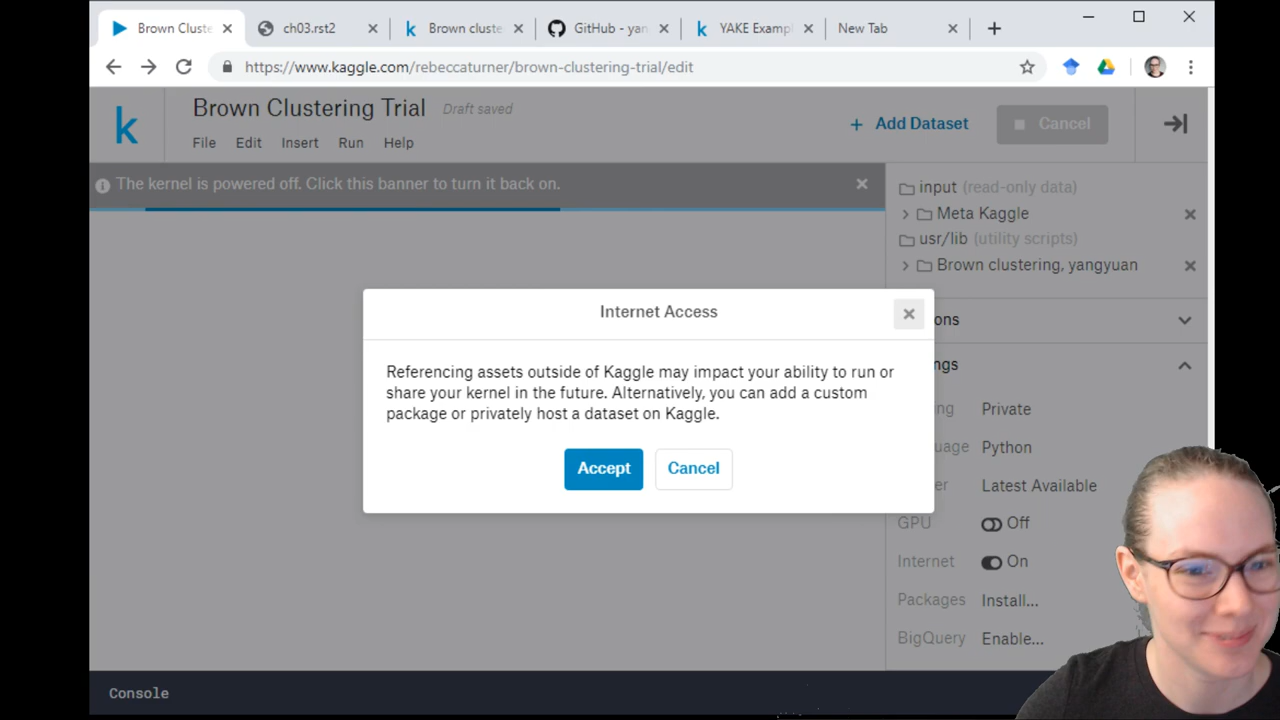 Brown Cluste
ch03.rst2
Brown cluste
GitHub - yan
YAKE Exampl
New Tab
https://www.kaggle.com/rebeccaturner/brown-clustering-trial/edit
k
Brown Clustering Trial
Draft saved
File Edit Insert Run Help
+ Add Dataset
Cancel
The kernel is powered off. Click this banner to turn it back on.
input (read-only data)
Meta Kaggle
usr/lib (utility scripts)
Brown clustering, yangyuan
Internet Access
Referencing assets outside of Kaggle may impact your ability to run or
share your kernel in the future. Alternatively, you can add a custom
package or privately host a dataset on Kaggle.
Accept
Cancel
ons
ngs
ng Private
uage Python
er Latest Available
GPU Off
Internet On
Packages Install...
BigQuery Enable...
Console